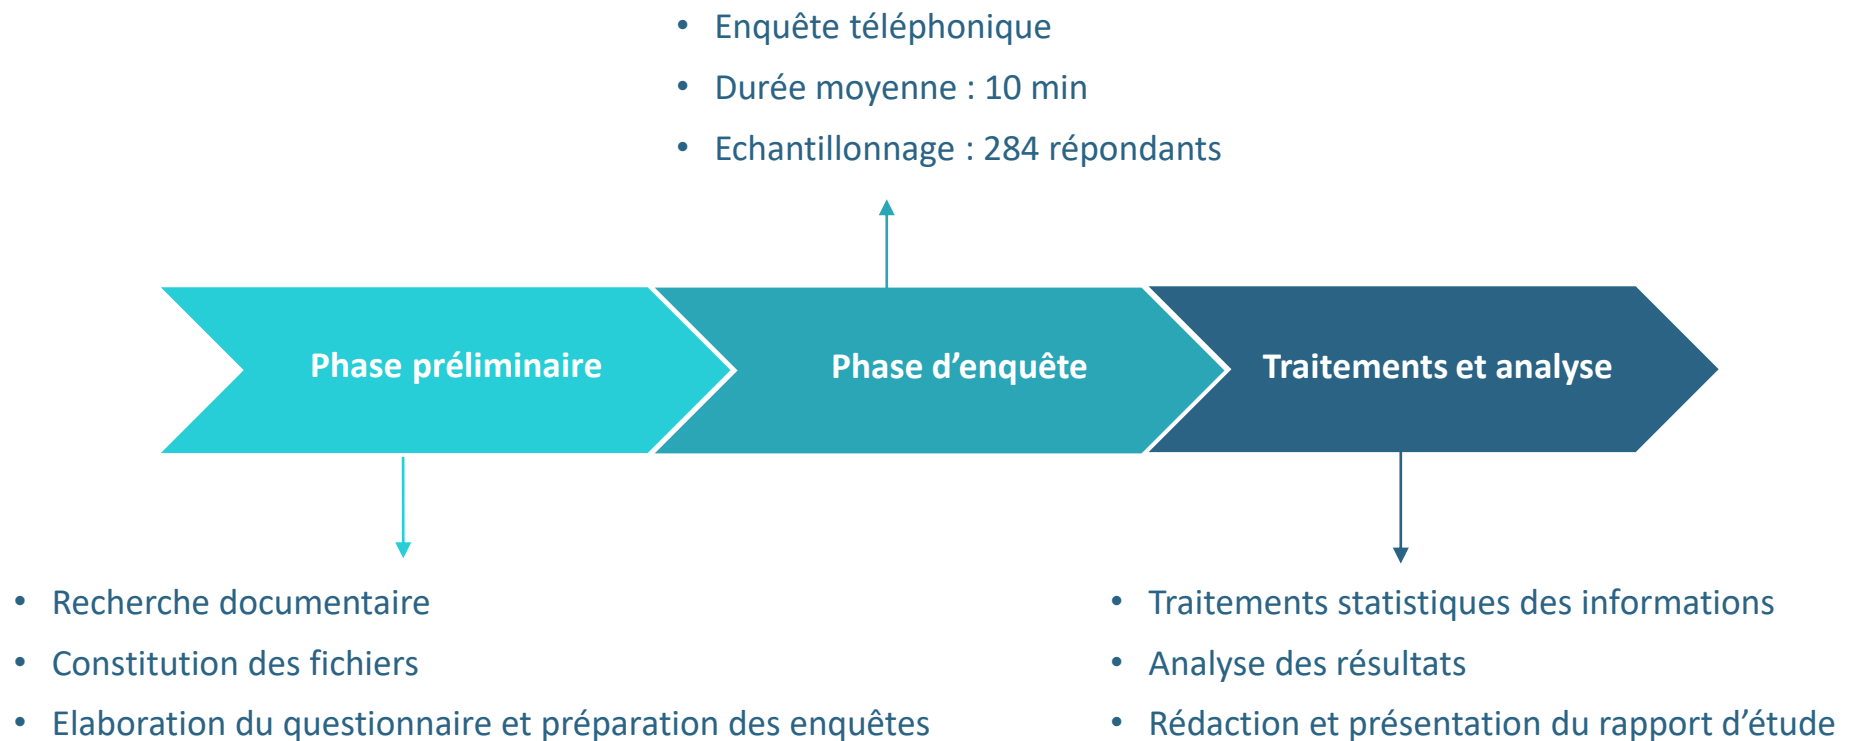 • Enquête téléphonique
• Durée moyenne : 10 min
• Echantillonnage : 284 répondants
Phase préliminaire
Phase d’enquête
Traitements et analyse
• Recherche documentaire
• Constitution des fichiers
• Elaboration du questionnaire et préparation des enquêtes
• Traitements statistiques des informations
• Analyse des résultats
• Rédaction et présentation du rapport d’étude